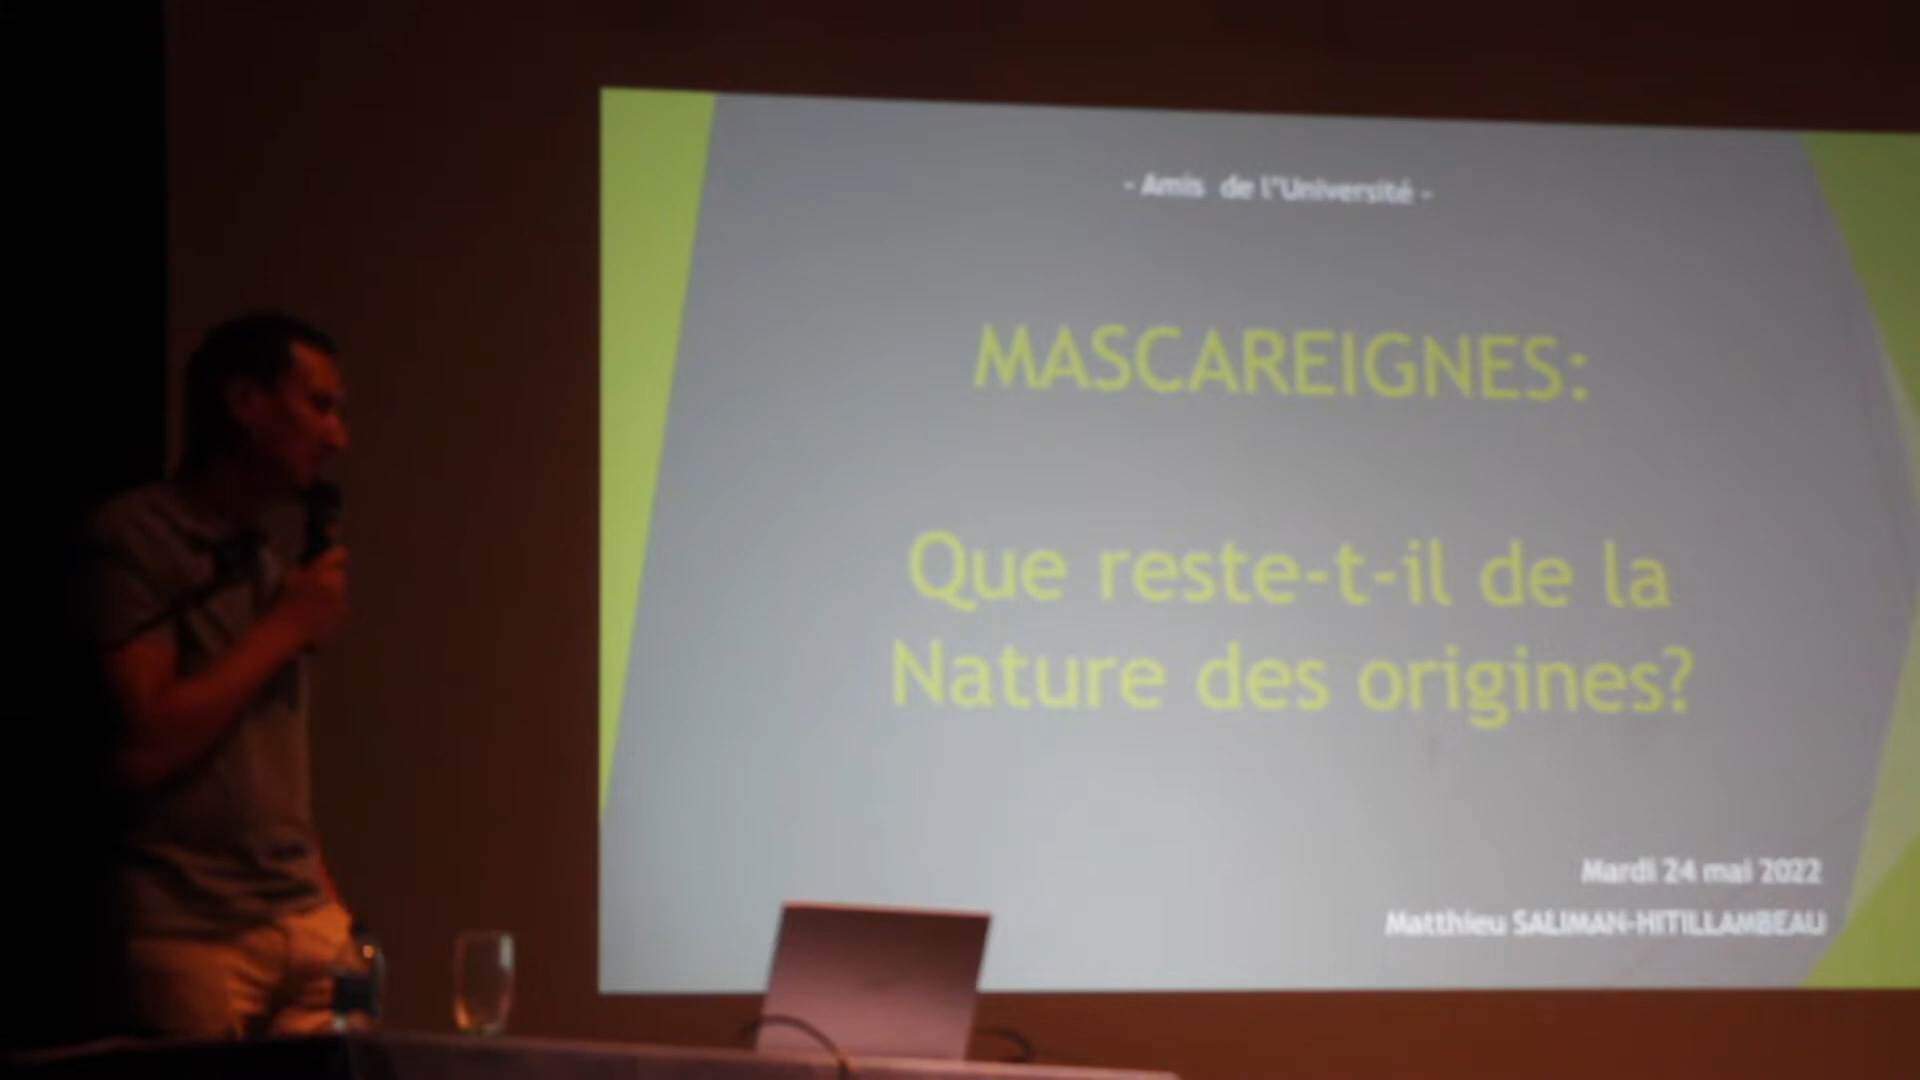 - Amis de l'Université -
MASCAREIGNES:
Que reste-t-il de la
Nature des origines?
Mardi 24 mai 2022
Matthieu SALIMAN-HITILLAMBEAU